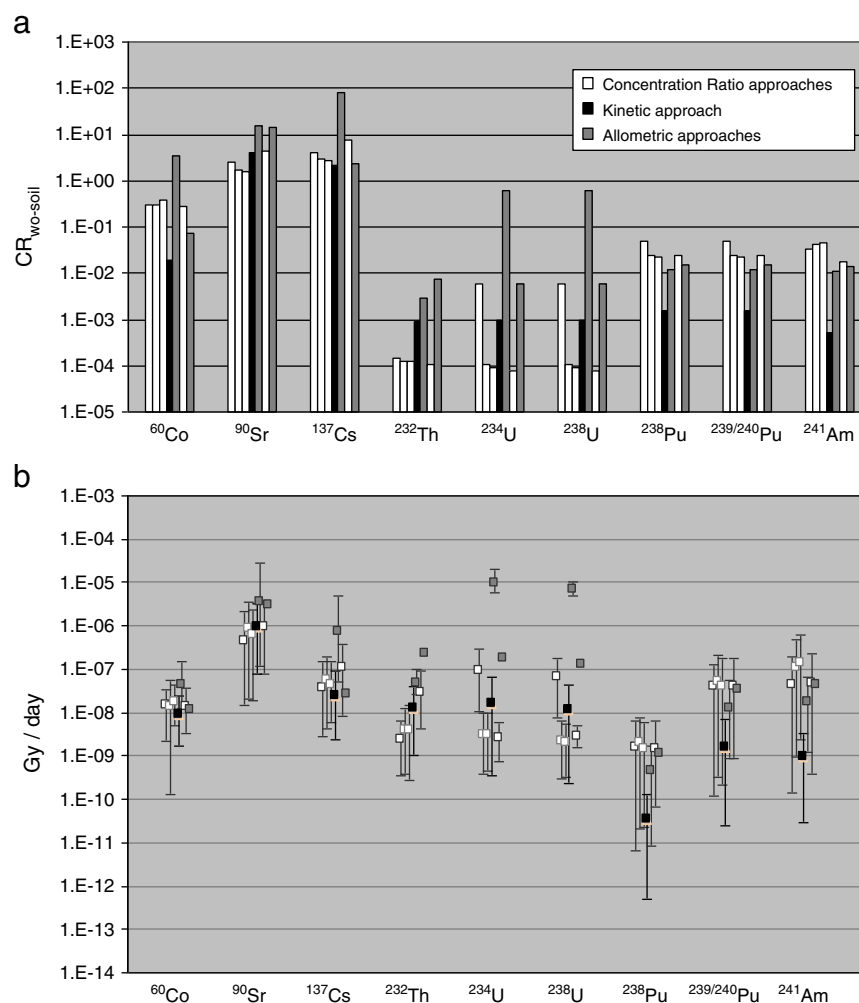 a
1.E+03
1.E+02
1.E+01
1.E+00
1.E-01
1.E-02
1.E-03
1.E-04
1.E-05
CRwo-soil
Concentration Ratio approaches
Kinetic approach
Allometric approaches
60Co 90Sr 137Cs 232Th 234U 238U 238Pu 239/240Pu 241Am
b
1.E-03
1.E-04
1.E-05
1.E-06
1.E-07
1.E-08
1.E-09
1.E-10
1.E-11
1.E-12
1.E-13
1.E-14
Gy / day
60Co 90Sr 137Cs 232Th 234U 238U 238Pu 239/240Pu 241Am